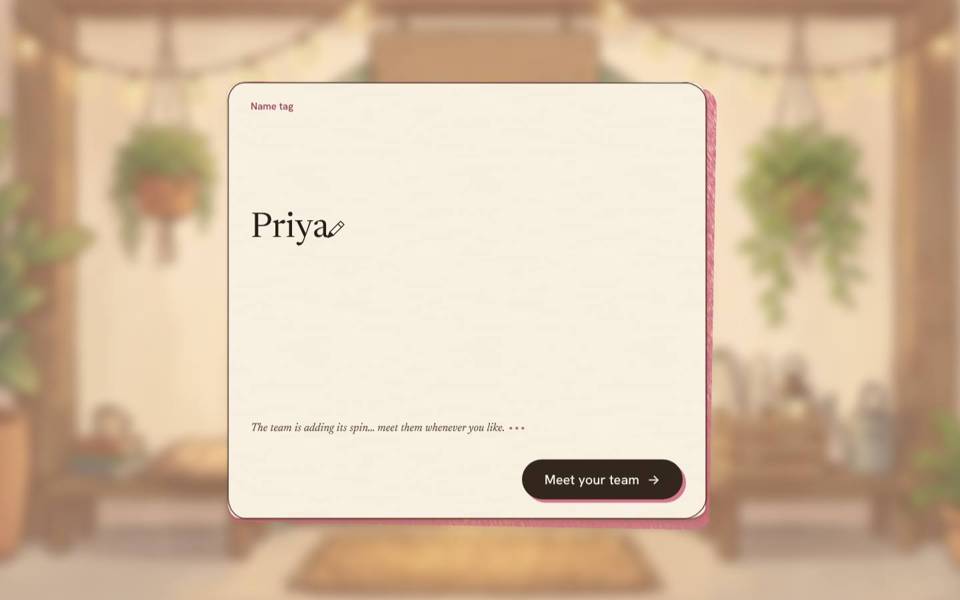 Name tag
Priya
The team is adding its spin... meet them whenever you like.
Meet your team →